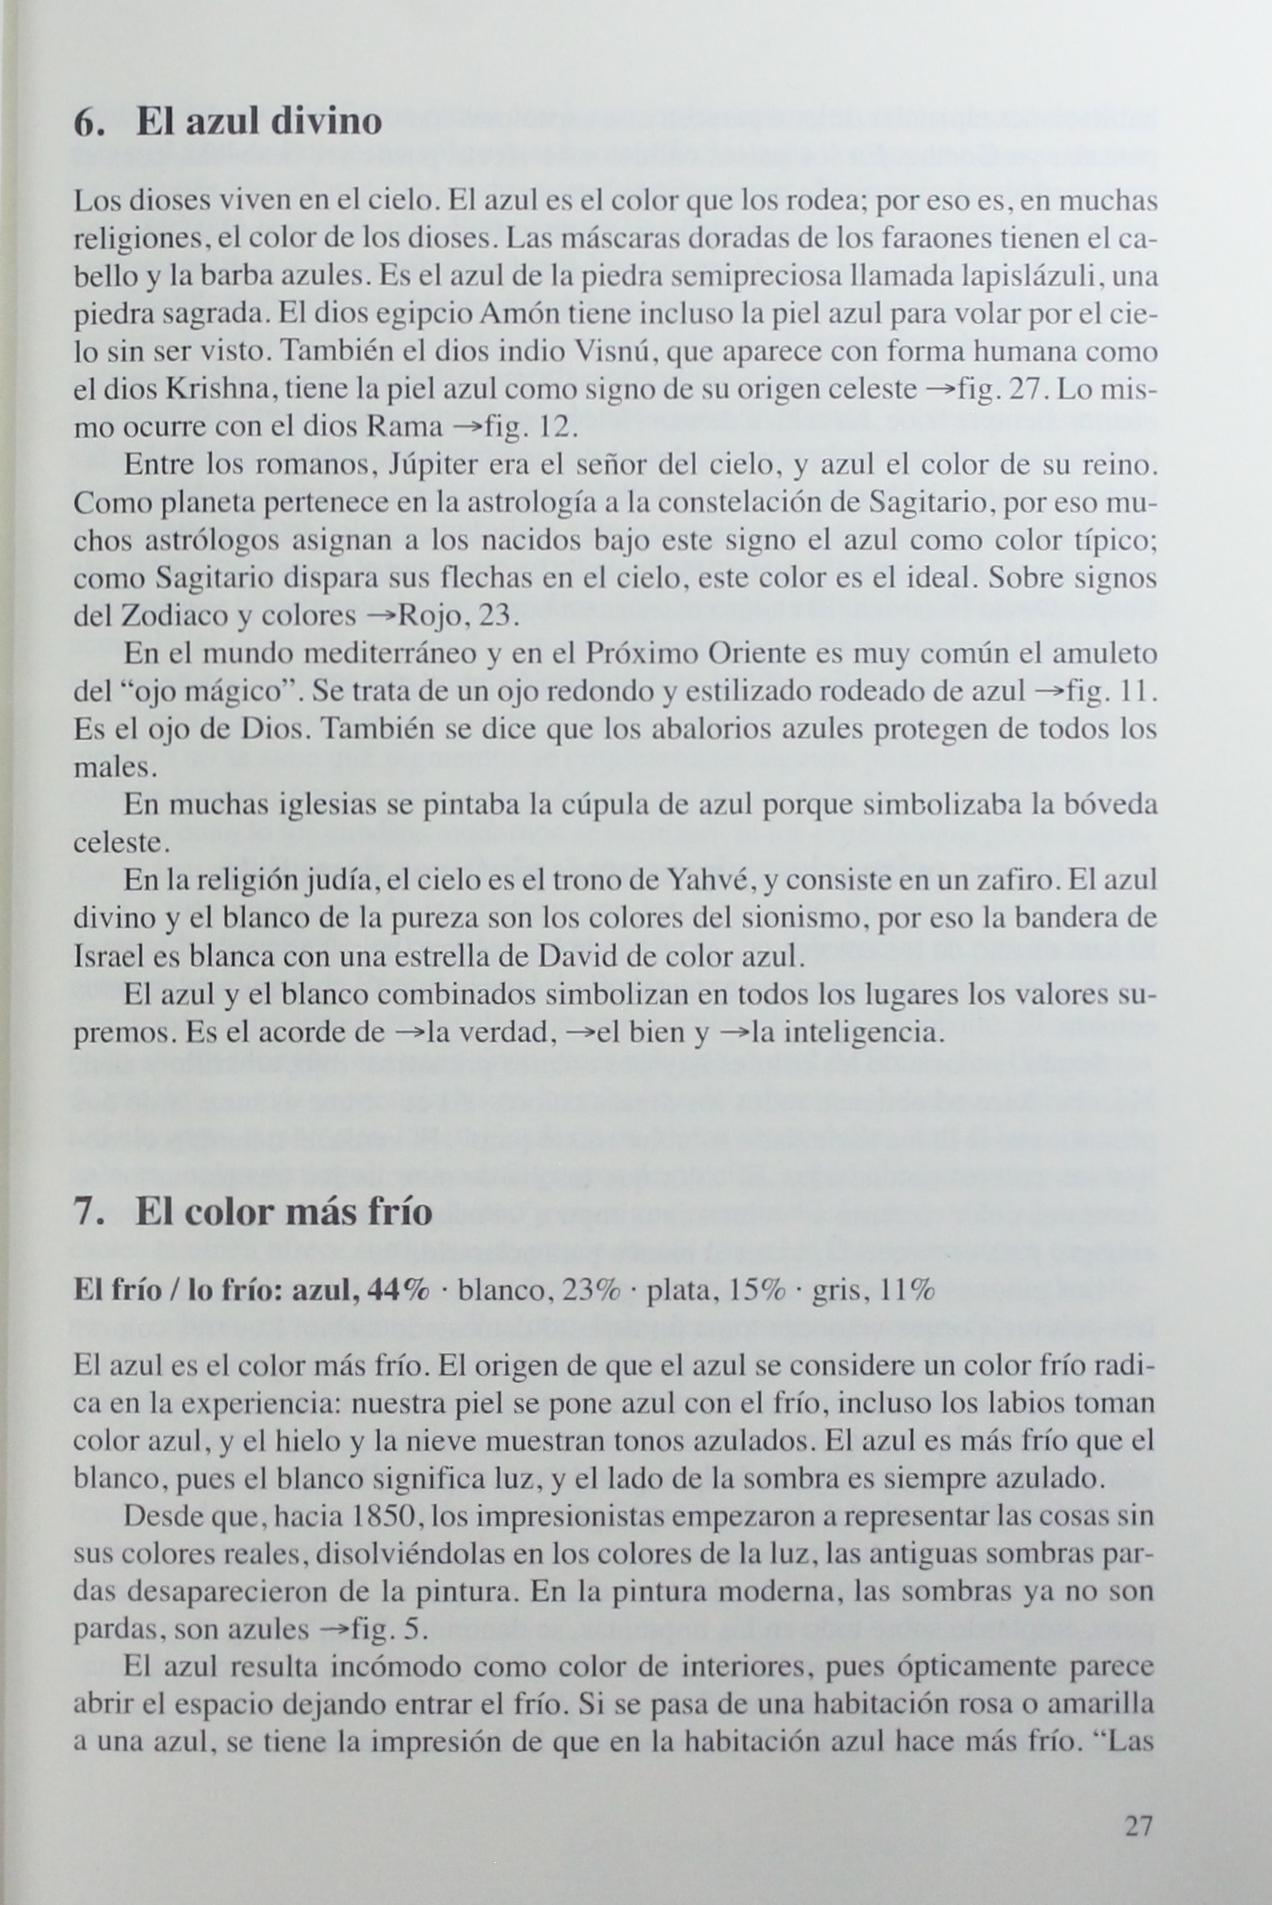 6. El azul divino
Los dioses viven en el cielo. El azul es el color que los rodea; por eso es, en muchas
religiones, el color de los dioses. Las máscaras doradas de los faraones tienen el ca-
bello y la barba azules. Es el azul de la piedra semipreciosa llamada lapislázuli, una
piedra sagrada. El dios egipcio Amón tiene incluso la piel azul para volar por el cie-
lo sin ser visto. También el dios indio Visnú, que aparece con forma humana como
el dios Krishna, tiene la piel azul como signo de su origen celeste →fig. 27. Lo mis-
mo ocurre con el dios Rama →fig. 12.
Entre los romanos, Júpiter era el señor del cielo, y azul el color de su reino.
Como planeta pertenece en la astrología a la constelación de Sagitario, por eso mu-
chos astrólogos asignan a los nacidos bajo este signo el azul como color típico;
como Sagitario dispara sus flechas en el cielo, este color es el ideal. Sobre signos
del Zodiaco y colores →Rojo, 23.
En el mundo mediterráneo y en el Próximo Oriente es muy común el amuleto
del “ojo mágico”. Se trata de un ojo redondo y estilizado rodeado de azul →fig. 11.
Es el ojo de Dios. También se dice que los abalorios azules protegen de todos los
males.
En muchas iglesias se pintaba la cúpula de azul porque simbolizaba la bóveda
celeste.
En la religión judía, el cielo es el trono de Yahvé, y consiste en un zafiro. El azul
divino y el blanco de la pureza son los colores del sionismo, por eso la bandera de
Israel es blanca con una estrella de David de color azul.
El azul y el blanco combinados simbolizan en todos los lugares los valores su-
premos. Es el acorde de →la verdad, →el bien y →la inteligencia.
7. El color más frío
El frío / lo frío: azul, 44% · blanco, 23% · plata, 15% · gris, 11%
El azul es el color más frío. El origen de que el azul se considere un color frío radi-
ca en la experiencia: nuestra piel se pone azul con el frío, incluso los labios toman
color azul, y el hielo y la nieve muestran tonos azulados. El azul es más frío que el
blanco, pues el blanco significa luz, y el lado de la sombra es siempre azulado.
Desde que, hacia 1850, los impresionistas empezaron a representar las cosas sin
sus colores reales, disolviéndolas en los colores de la luz, las antiguas sombras par-
das desaparecieron de la pintura. En la pintura moderna, las sombras ya no son
pardas, son azules →fig. 5.
El azul resulta incómodo como color de interiores, pues ópticamente parece
abrir el espacio dejando entrar el frío. Si se pasa de una habitación rosa o amarilla
a una azul, se tiene la impresión de que en la habitación azul hace más frío. “Las
27